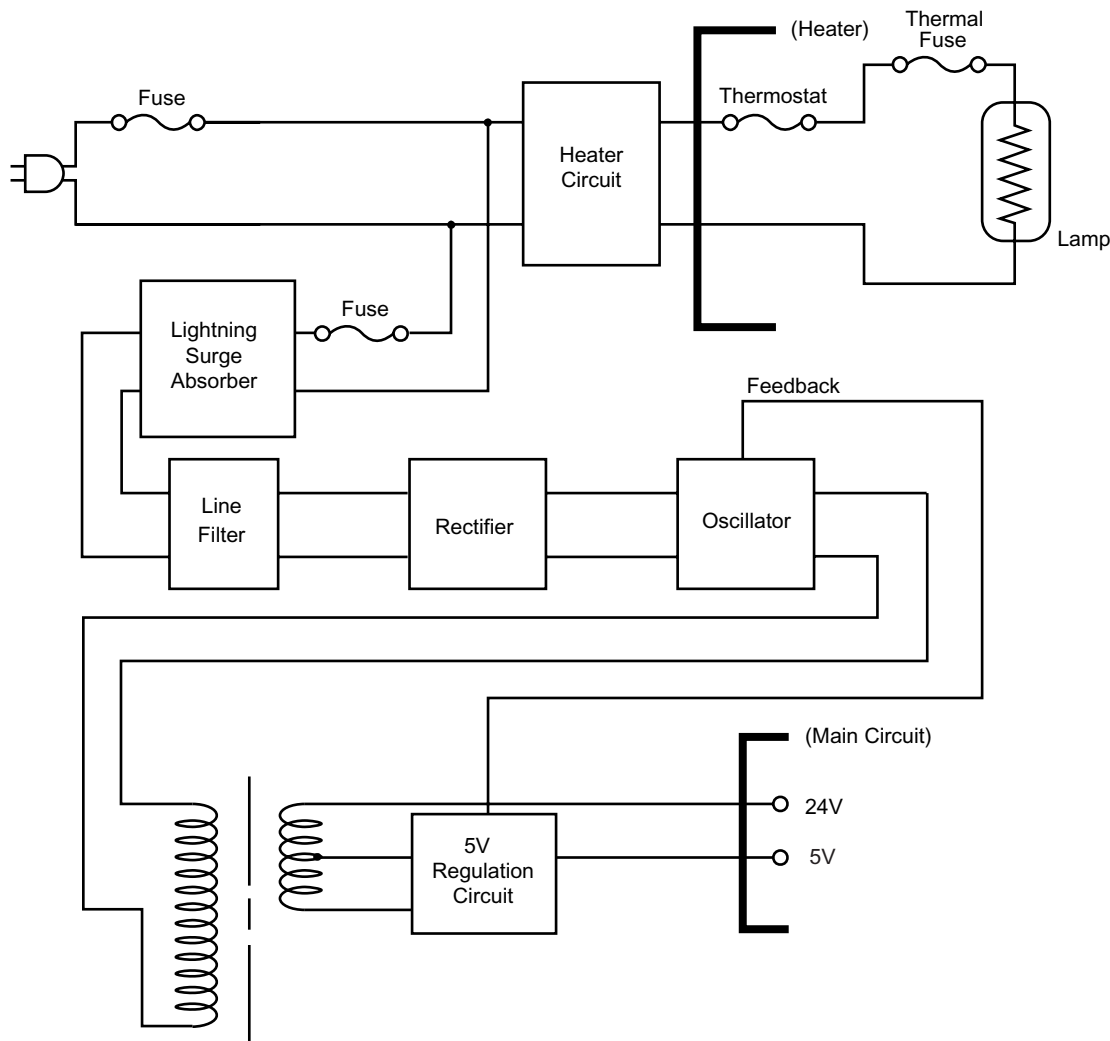 (Heater)
Thermal
Fuse
Fuse
Thermostat
Heater
Circuit
Lamp
Lightning
Surge
Absorber
Fuse
Feedback
Line
Filter
Rectifier
Oscillator
(Main Circuit)
24V
5V
Regulation
Circuit
5V